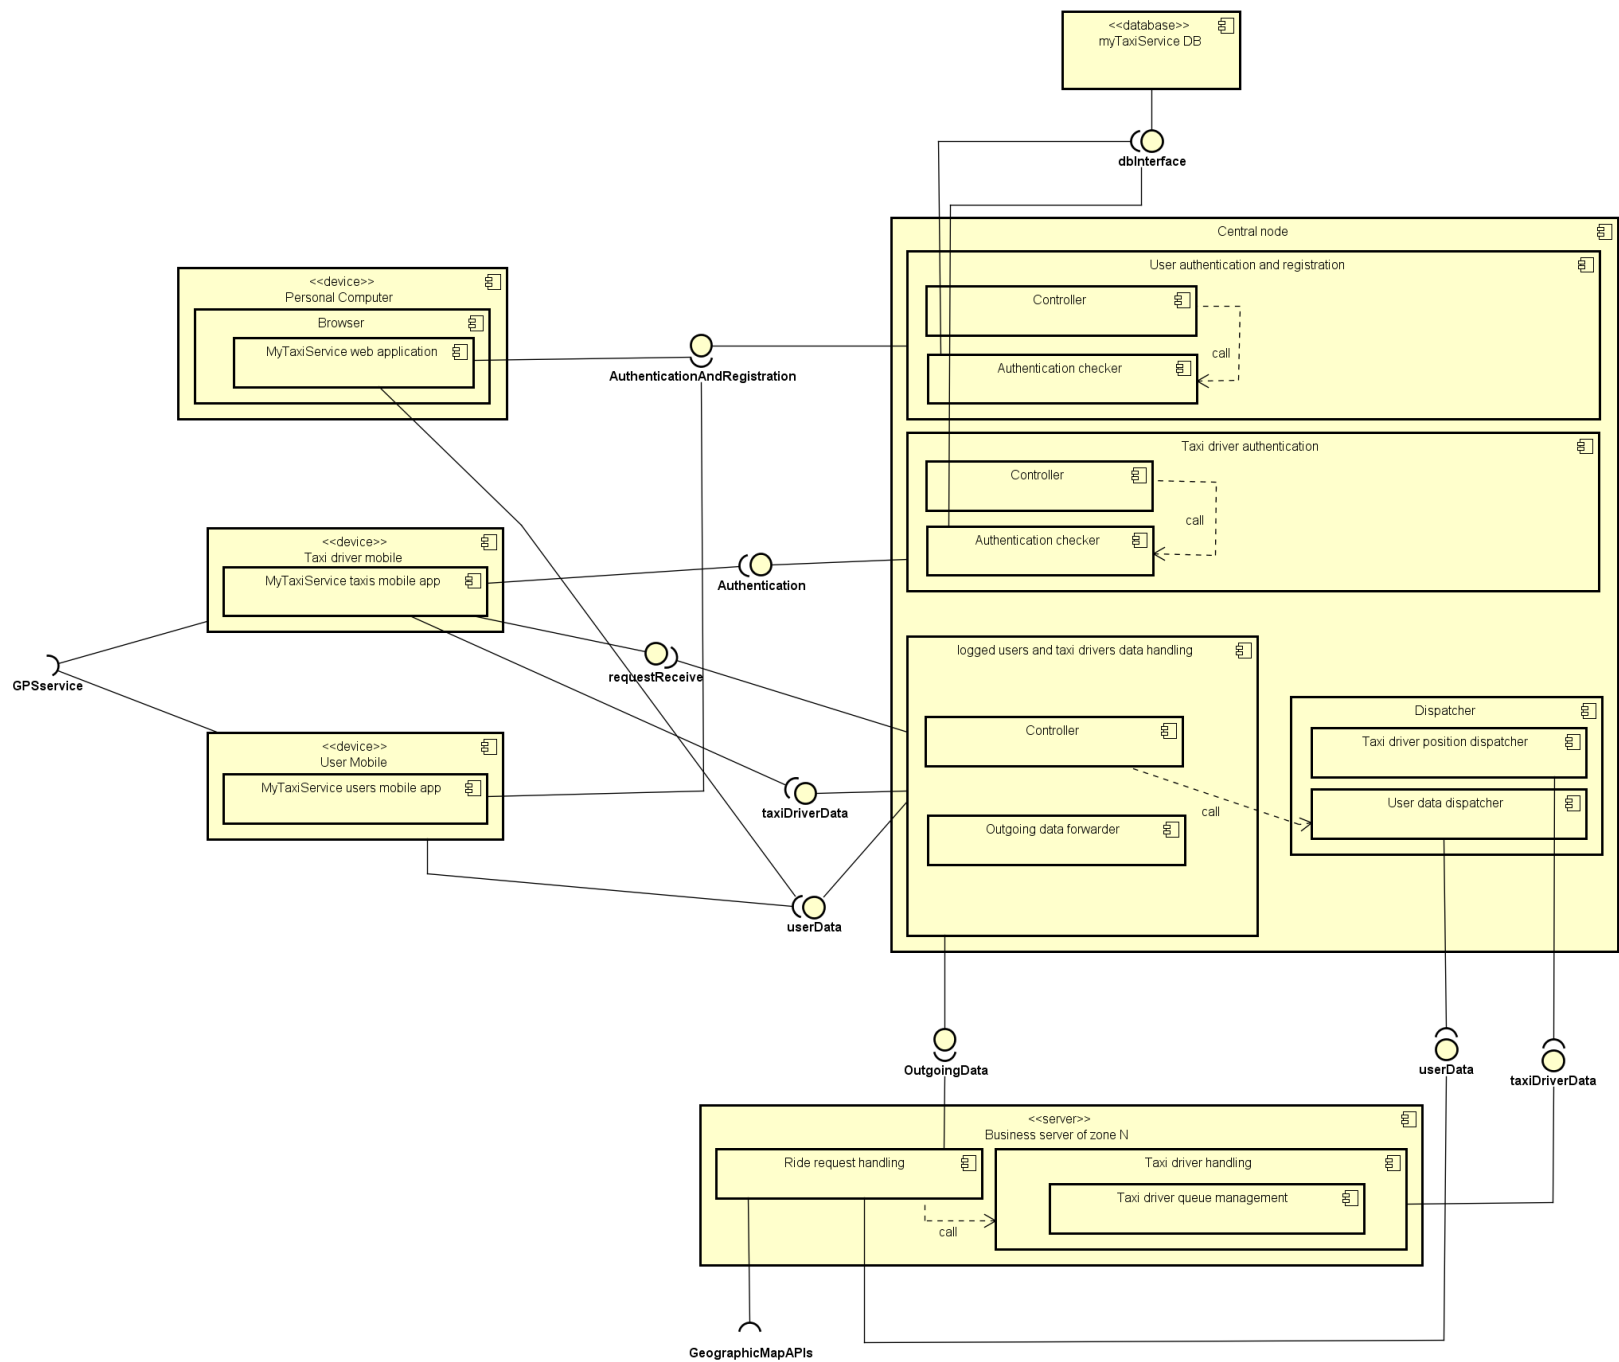 <<database>>
myTaxiService DB
dbInterface
Central node
User authentication and registration
Controller
call
Authentication checker
<<device>>
Personal Computer
Browser
MyTaxiService web application
AuthenticationAndRegistration
Taxi driver authentication
Controller
call
Authentication checker
<<device>>
Taxi driver mobile
MyTaxiService taxis mobile app
Authentication
GPSservice
requestReceive
logged users and taxi drivers data handling
Controller
call
Outgoing data forwarder
Dispatcher
Taxi driver position dispatcher
User data dispatcher
<<device>>
User Mobile
MyTaxiService users mobile app
taxiDriverData
userData
OutgoingData
userData
taxiDriverData
<<server>>
Business server of zone N
Ride request handling
call
Taxi driver handling
Taxi driver queue management
GeographicMapAPIs